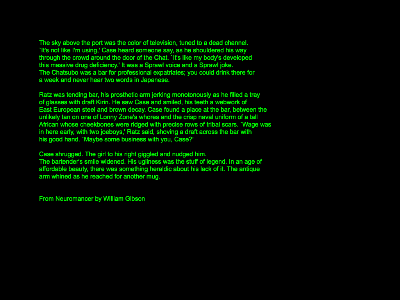 The sky above the port was the color of television, tuned to a dead channel.
"It's not like I'm using," Case heard someone say, as he shouldered his way
through the crowd around the door of the Chat. "It's like my body's developed
this massive drug deficiency." It was a Sprawl voice and a Sprawl joke.
The Chatsubo was a bar for professional expatriates; you could drink there for
a week and never hear two words in Japanese.
Ratz was tending bar, his prosthetic arm jerking monotonously as he filled a tray
of glasses with draft Kirin. He saw Case and smiled, his teeth a webwork of
East European steel and brown decay. Case found a place at the bar, between the
unlikely tan on one of Lonny Zone's whores and the crisp naval uniform of a tall
African whose cheekbones were ridged with precise rows of tribal scars. "Wage was
in here early, with two joeboys," Ratz said, shoving a draft across the bar with
his good hand. "Maybe some business with you, Case?"
Case shrugged. The girl to his right giggled and nudged him.
The bartender's smile widened. His ugliness was the stuff of legend. In an age of
affordable beauty, there was something heraldic about his lack of it. The antique
arm whined as he reached for another mug.
From Neuromancer by William Gibson